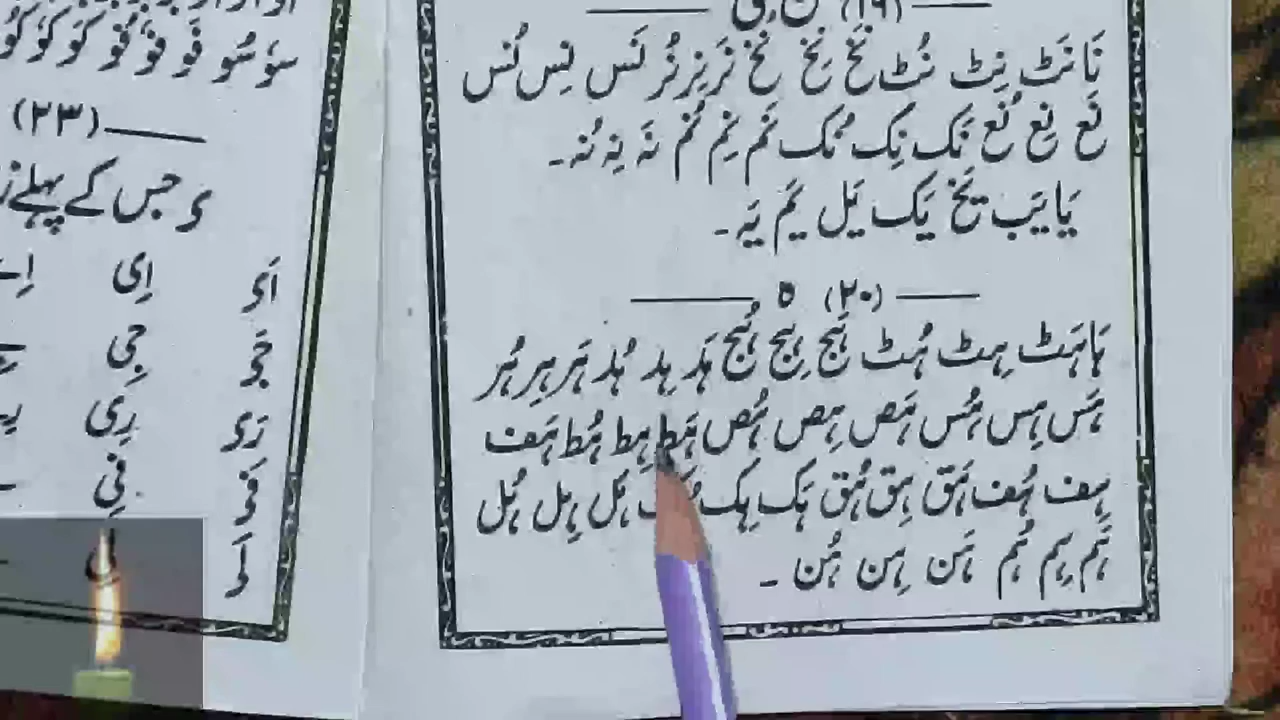 (۱۹) ن ی
نَا نَٹ نِٹ نُٹ نَخ نِخ نُخ نَر نِر نُر نَس نِس نُس
نَع نِع نُع نَک نِک نُک نَم نِم نُم نَہ نِہ نُہ۔
یَا یَب یَخ یَک یَل یَم یَہ۔
(۲۰) ہ
ہَا ہَٹ ہِٹ ہُٹ ہَج ہِج ہُج ہَد ہِد ہُد ہَر ہِر ہُر
ہَس ہِس ہُس ہَص ہِص ہُص ہَط ہِط ہُط ہَف
ہِف ہُف ہَق ہِق ہُق ہَک ہِک ہَل ہِل ہُل
ہَم ہِم ہُم ہَن ہِن ہُن ۔
سَو سُو فَو فُو کَو کُو
(۲۳)
ی جس کے پہلے
اَی اِی
جَی جِی
رَی رِی
فَی فِی